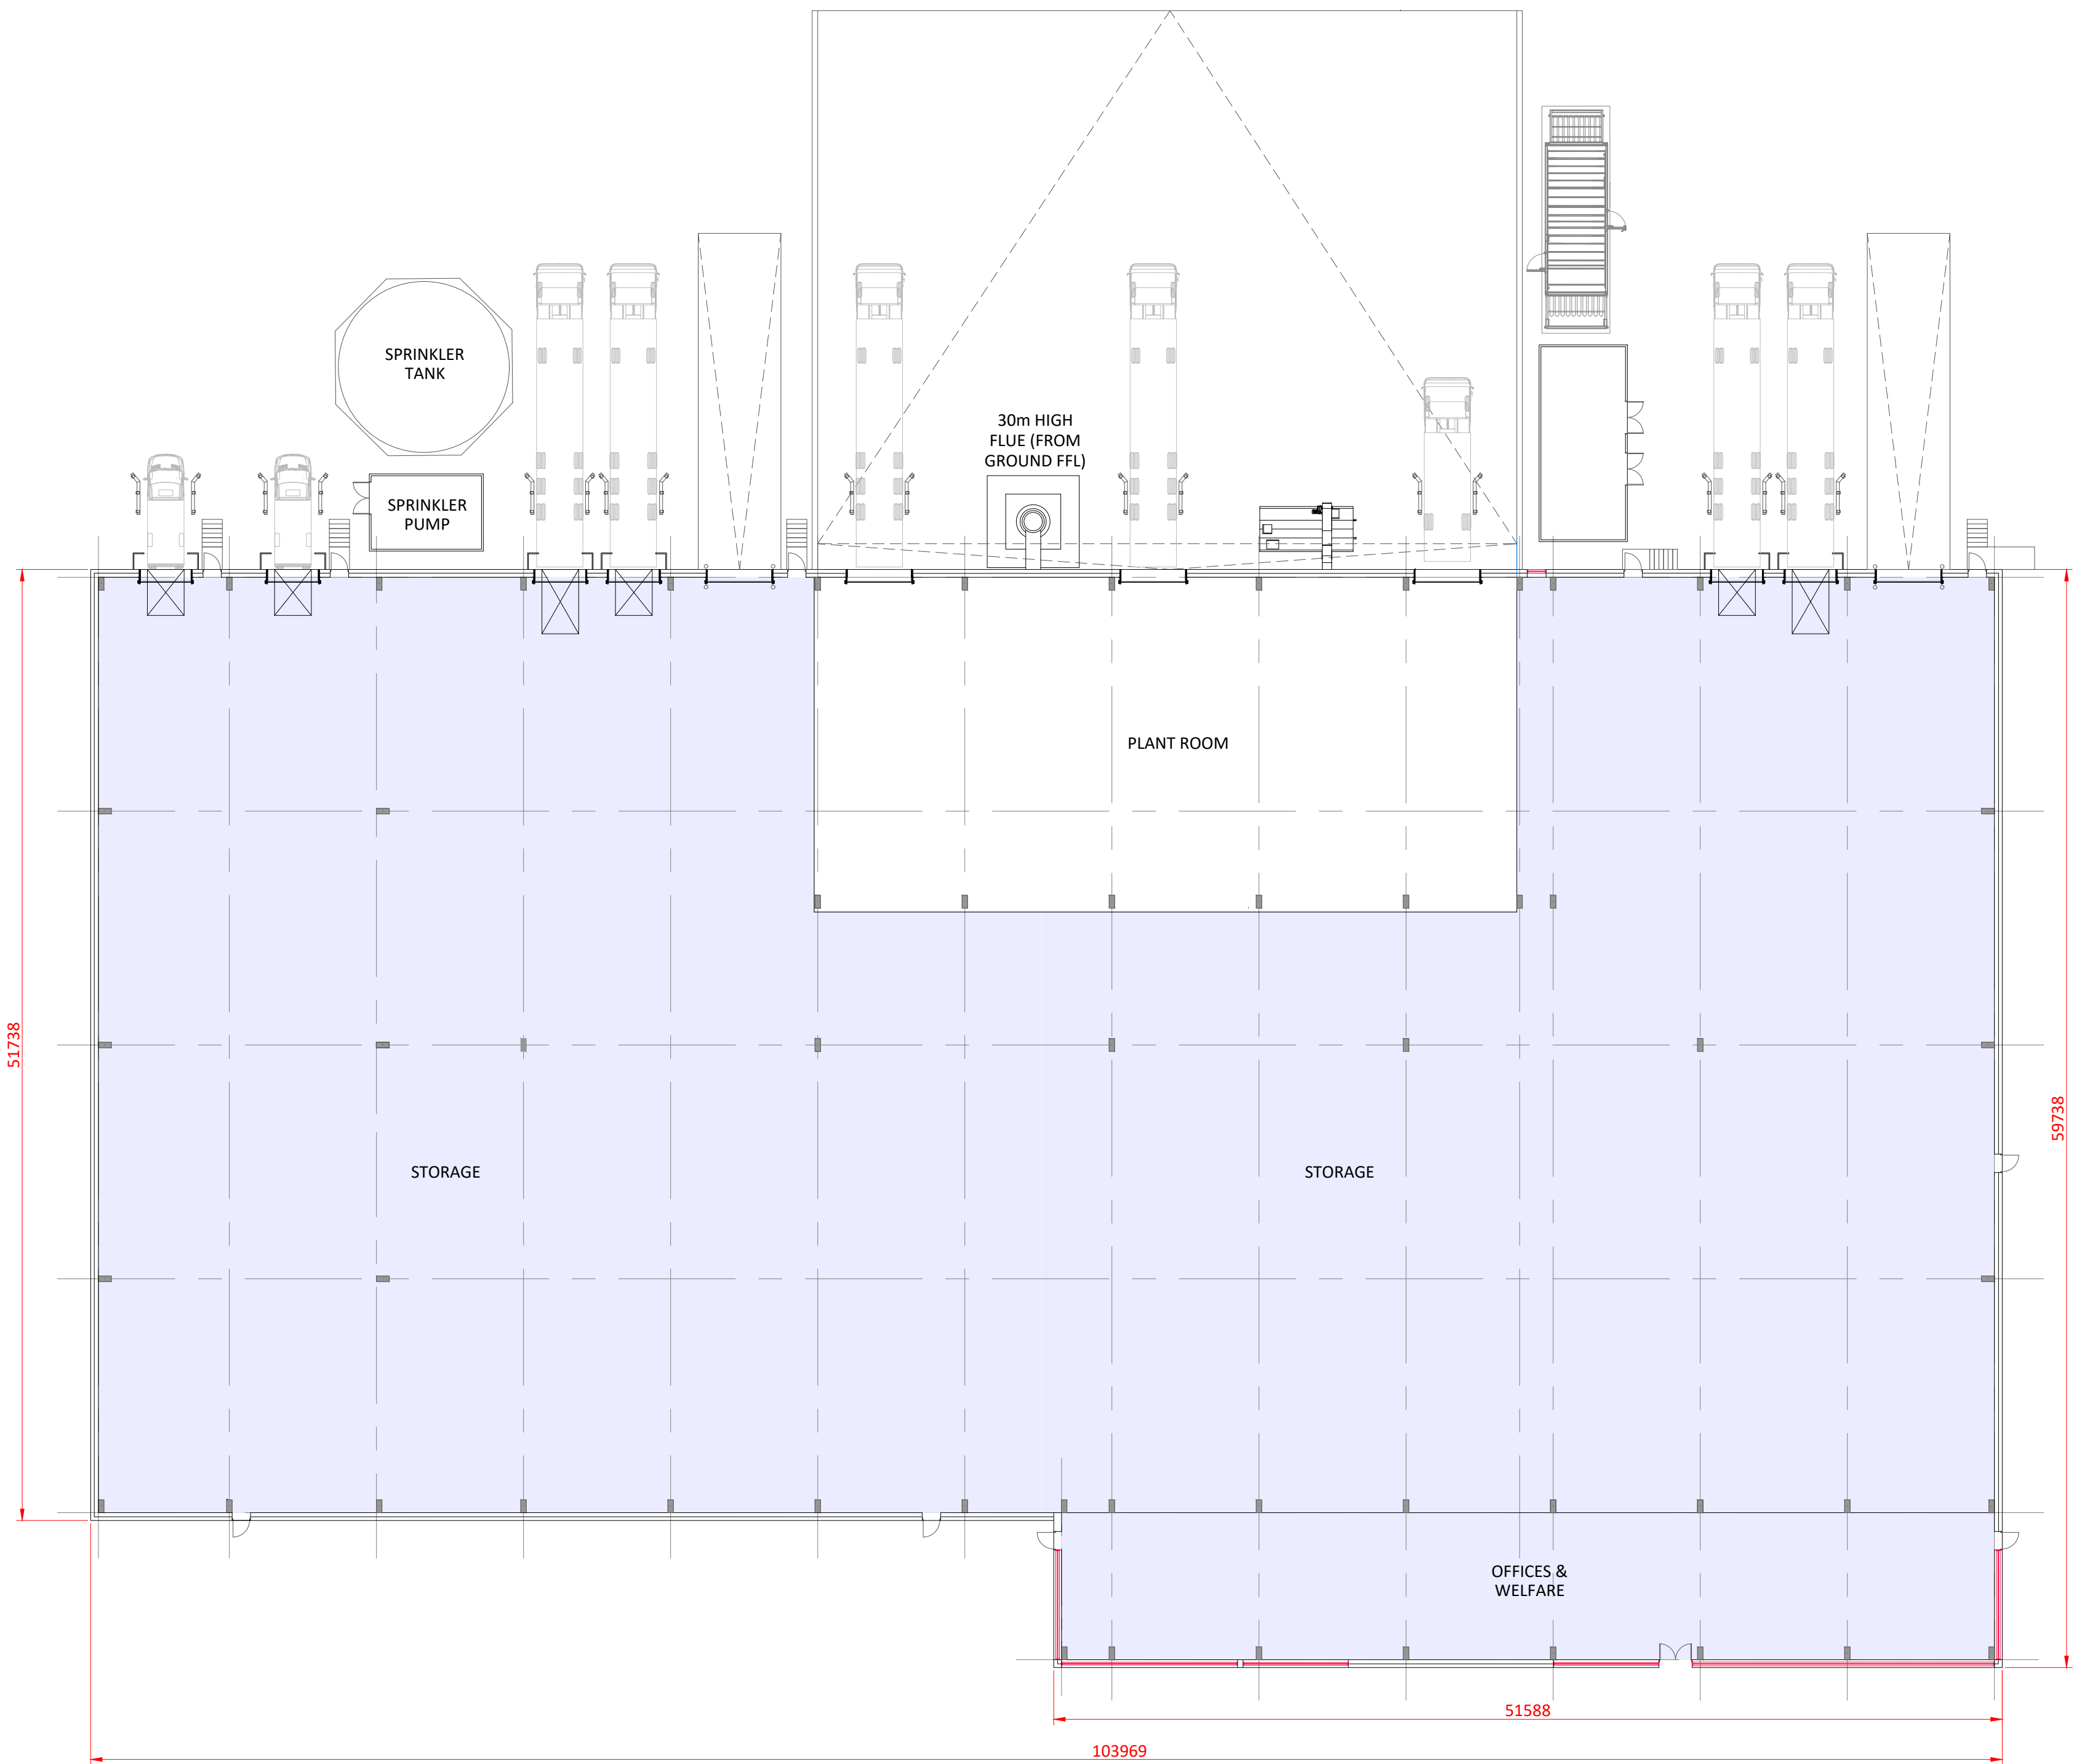 SPRINKLER
TANK
30m HIGH
FLUE (FROM
GROUND FFL)
SPRINKLER
PUMP
PLANT ROOM
51738
59738
STORAGE
STORAGE
OFFICES &
WELFARE
51588
103969